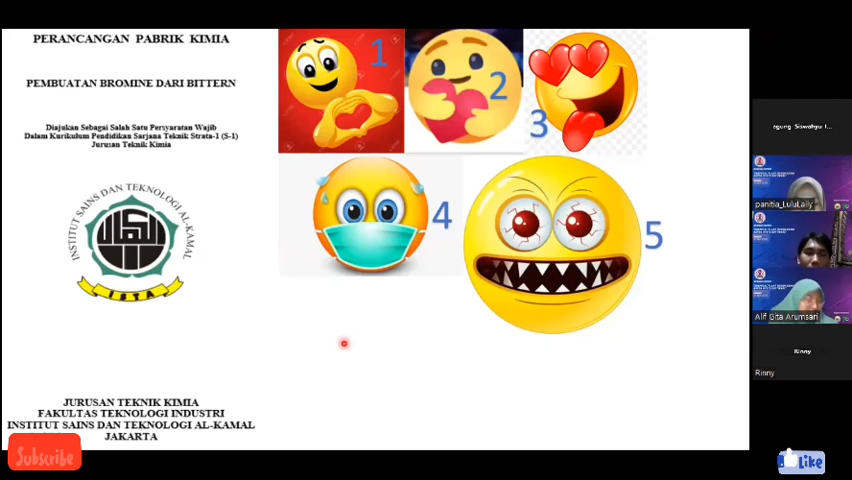 PERANCANGAN PABRIK KIMIA
PEMBUATAN BROMINE DARI BITTERN
Diajukan Sebagai Salah Satu Persyaratan Wajib
Dalam Kurikulum Pendidikan Sarjana Teknik Strata-1 (S-1)
Jurusan Teknik Kimia
INSTITUT SAINS DAN TEKNOLOGI AL-KAMAL
ISTA
JURUSAN TEKNIK KIMIA
FAKULTAS TEKNOLOGI INDUSTRI
INSTITUT SAINS DAN TEKNOLOGI AL-KAMAL
JAKARTA
Subscribe
1
2
3
4
5
panitia_LuluLally
Alif Gita Arumsari
Rinny
Rinny
Like